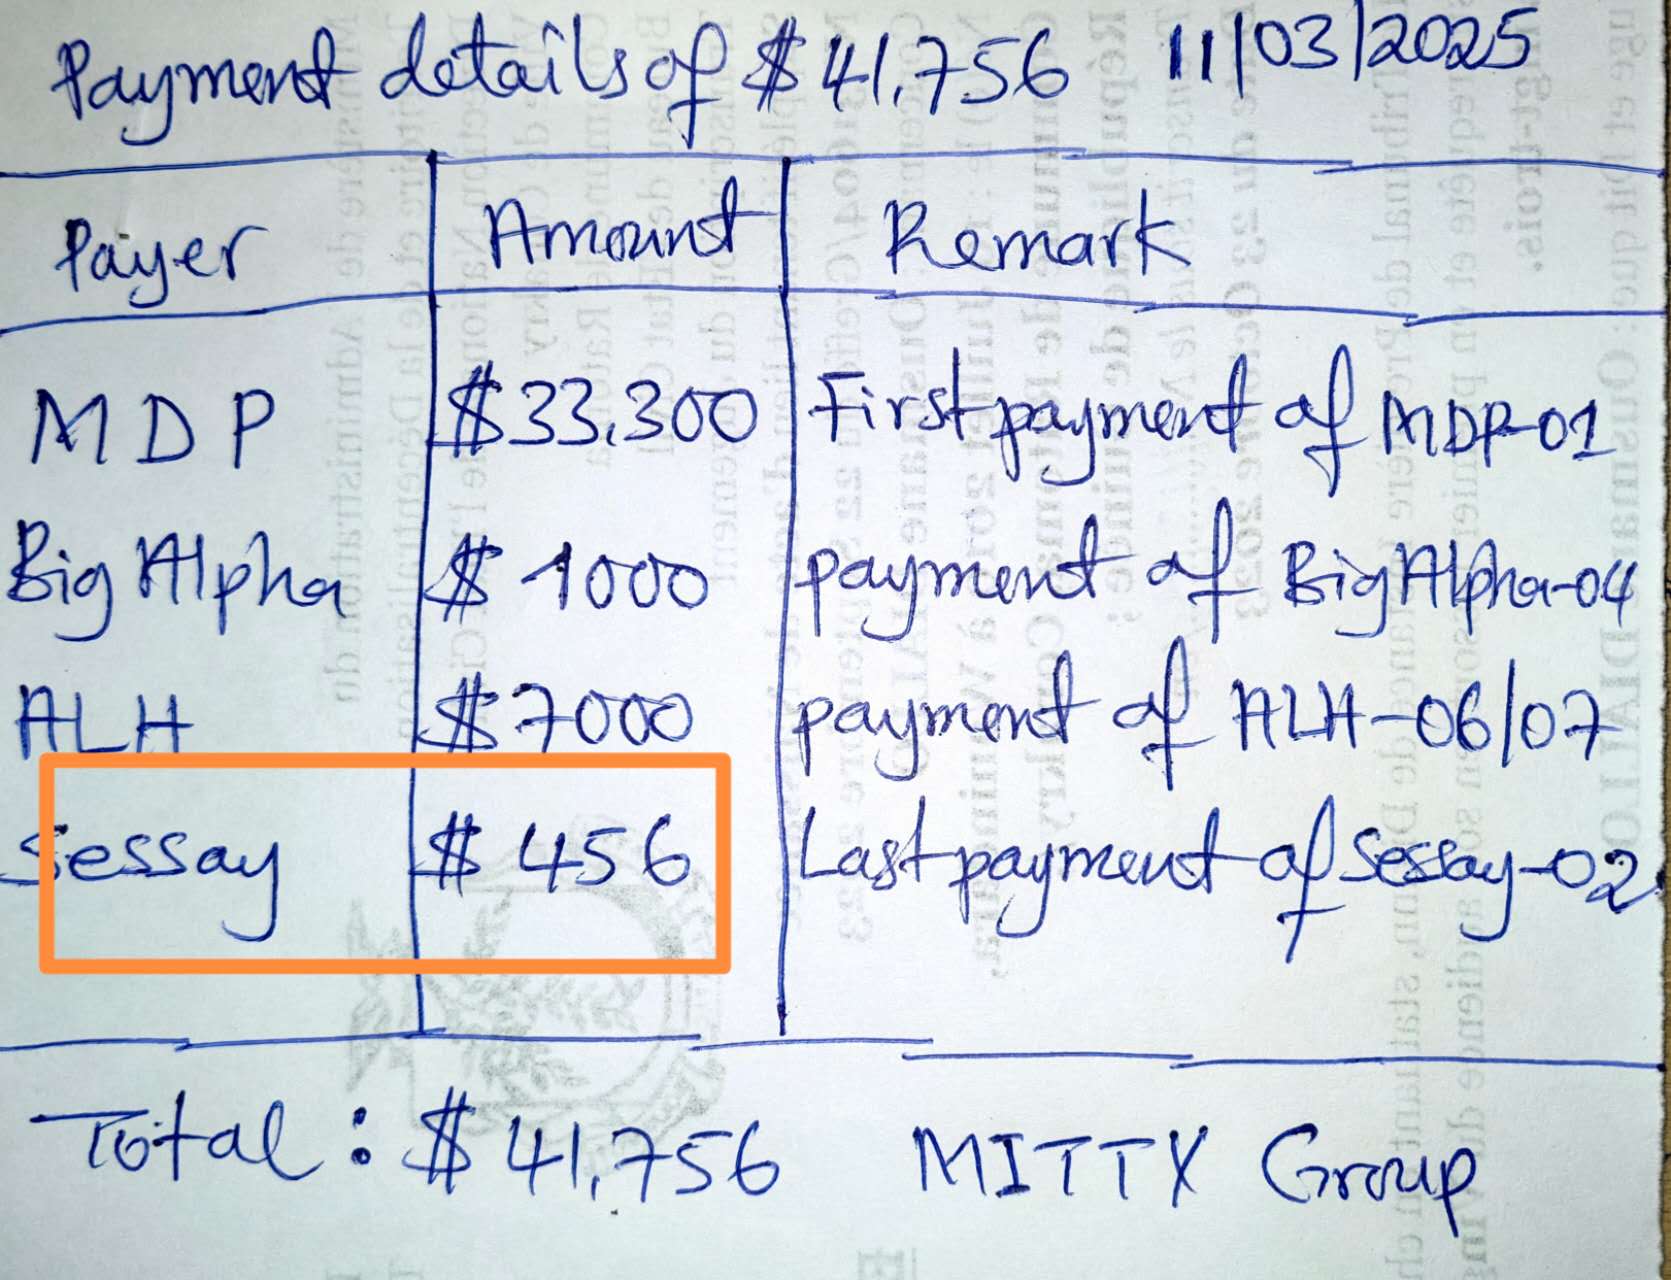 Payment details of $41,756 11/03/2025
Payer Amount Remark
MDP $33,300 First payment of MDP-01
Big Alpha $1000 payment of Big Alpha-04
ALH $7000 payment of ALH-06/07
Sessay $456 Last payment of Sessay-02
Total: $41,756 MITTX Group